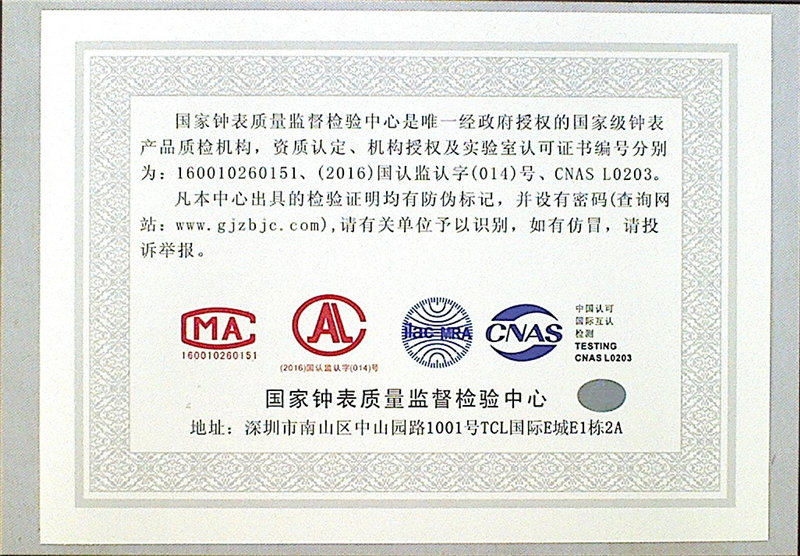 国家钟表质量监督检验中心是唯一经政府授权的国家级钟表
产品质检机构，资质认定、机构授权及实验室认可证书编号分别
为：160010260151、(2016)国认监认字(014)号、CNAS L0203。
凡本中心出具的检验证明均有防伪标记，并设有密码(查询网
站：www.gjzbjc.com),请有关单位予以识别，如有仿冒，请投
诉举报。
MA
160010260151
AL
(2016)国认监认字(014)号
ilac-MRA
CNAS
中国认可
国际互认
检测
TESTING
CNAS L0203
国家钟表质量监督检验中心
地址：深圳市南山区中山园路1001号TCL国际E城E1栋2A